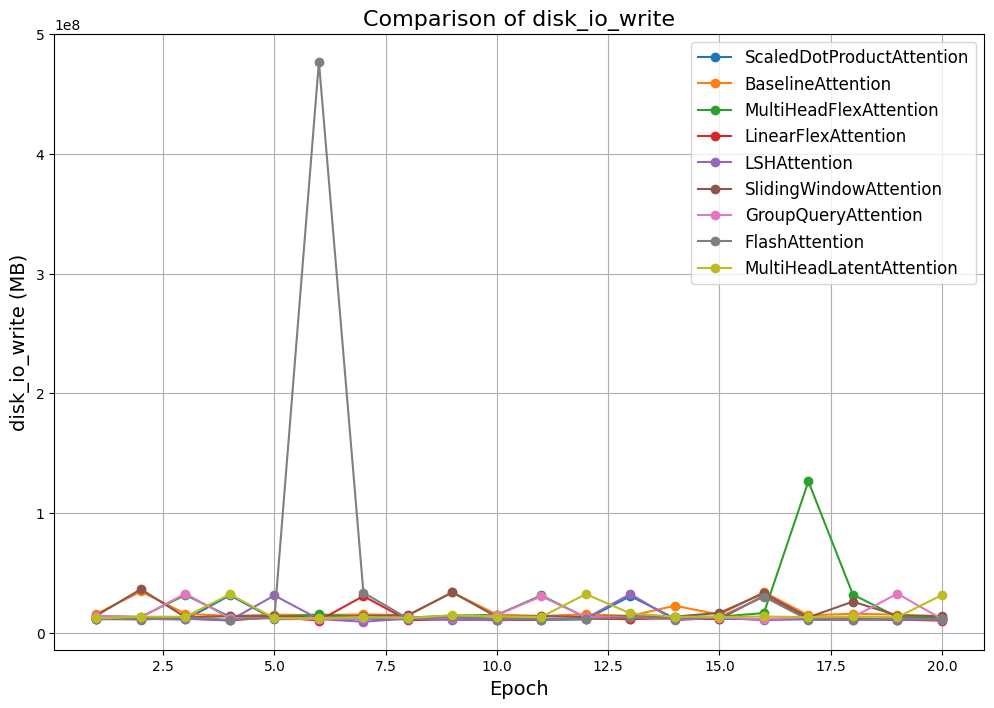 Comparison of disk_io_write
1e8
5
4
3
2
1
0
disk_io_write (MB)
2.5 5.0 7.5 10.0 12.5 15.0 17.5 20.0
Epoch
ScaledDotProductAttention
BaselineAttention
MultiHeadFlexAttention
LinearFlexAttention
LSHAttention
SlidingWindowAttention
GroupQueryAttention
FlashAttention
MultiHeadLatentAttention